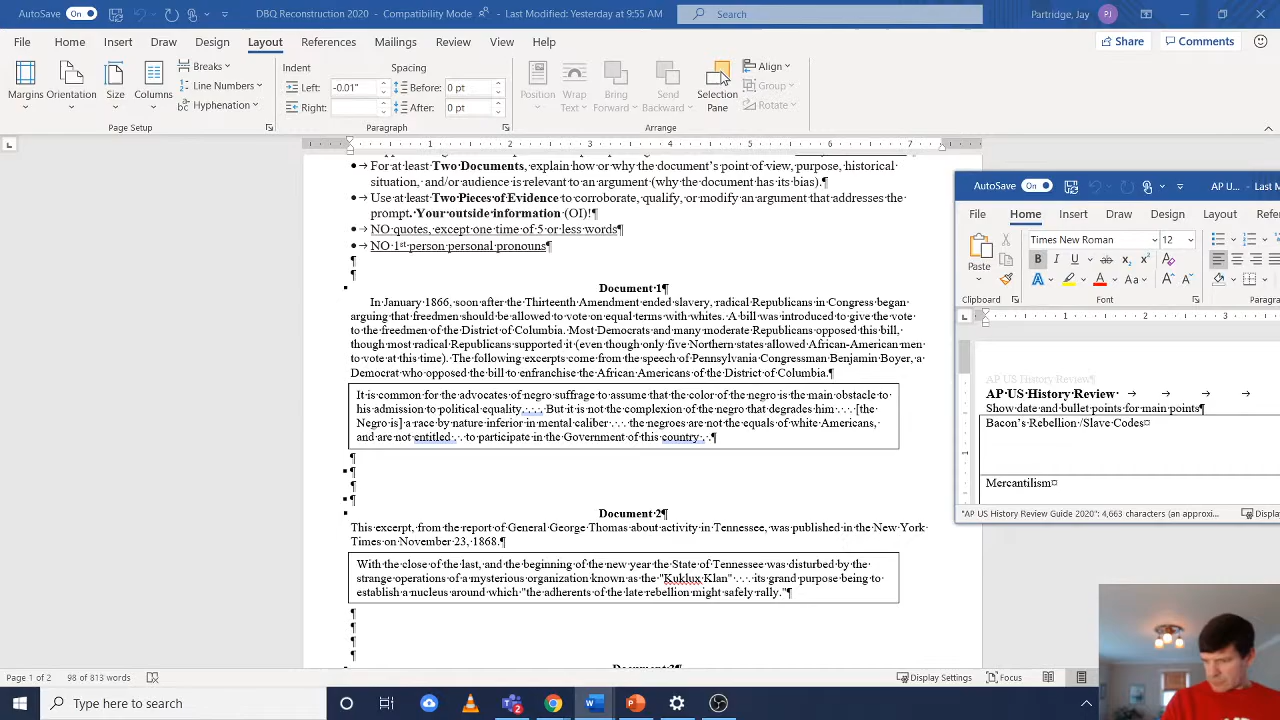 AutoSave On DBQ Reconstruction 2020 - Compatibility Mode Last Modified: Yesterday at 9:55 AM Search Partridge, Jay PJ
File Home Insert Draw Design Layout References Mailings Review View Help Share Comments
Margins Orientation Size Columns Breaks Line Numbers Hyphenation
Indent Spacing
Left: -0.01" Before: 0 pt
Right: After: 0 pt
Position Wrap Text Bring Forward Send Backward Selection Pane Align Group Rotate
Page Setup Paragraph Arrange
For at least Two Documents, explain how or why the document's point of view, purpose, historical
situation, and/or audience is relevant to an argument (why the document has its bias).¶
Use at least Two Pieces of Evidence to corroborate, qualify, or modify an argument that addresses the
prompt. Your outside information (OI)!¶
NO quotes, except one time of 5 or less words¶
NO 1st person personal pronouns¶
¶
¶
Document 1¶
In January 1866, soon after the Thirteenth Amendment ended slavery, radical Republicans in Congress began
arguing that freedmen should be allowed to vote on equal terms with whites. A bill was introduced to give the vote
to the freedmen of the District of Columbia. Most Democrats and many moderate Republicans opposed this bill,
though most radical Republicans supported it (even though only five Northern states allowed African-American men
to vote at this time). The following excerpts come from the speech of Pennsylvania Congressman Benjamin Boyer, a
Democrat who opposed the bill to enfranchise the African Americans of the District of Columbia.¶
It is common for the advocates of negro suffrage to assume that the color of the negro is the main obstacle to
his admission to political equality. . . . But it is not the complexion of the negro that degrades him . . . [the
Negro is] a race by nature inferior in mental caliber . . . the negroes are not the equals of white Americans,
and are not entitled . . to participate in the Government of this country . .¶
¶
¶
¶
¶
Document 2¶
This excerpt, from the report of General George Thomas about activity in Tennessee, was published in the New York
Times on November 23, 1868.¶
With the close of the last, and the beginning of the new year the State of Tennessee was disturbed by the
strange operations of a mysterious organization known as the "Kuklux Klan" . . . its grand purpose being to
establish a nucleus around which "the adherents of the late rebellion might safely rally."¶
¶
¶
¶
¶
AutoSave On AP U... - Last M
File Home Insert Draw Design Layout Refere
Paste Times New Roman 12
Clipboard Font Paragr
1 2 3
AP US History Review¶
AP US History Review
Show date and bullet points for main points¶
Bacon's Rebellion /Slave Codes¤
Mercantilism¤
"AP US History Review Guide 2020": 4,663 characters (an approxi... Displa
Page 1 of 2 98 of 813 words Display Settings Focus
Type here to search